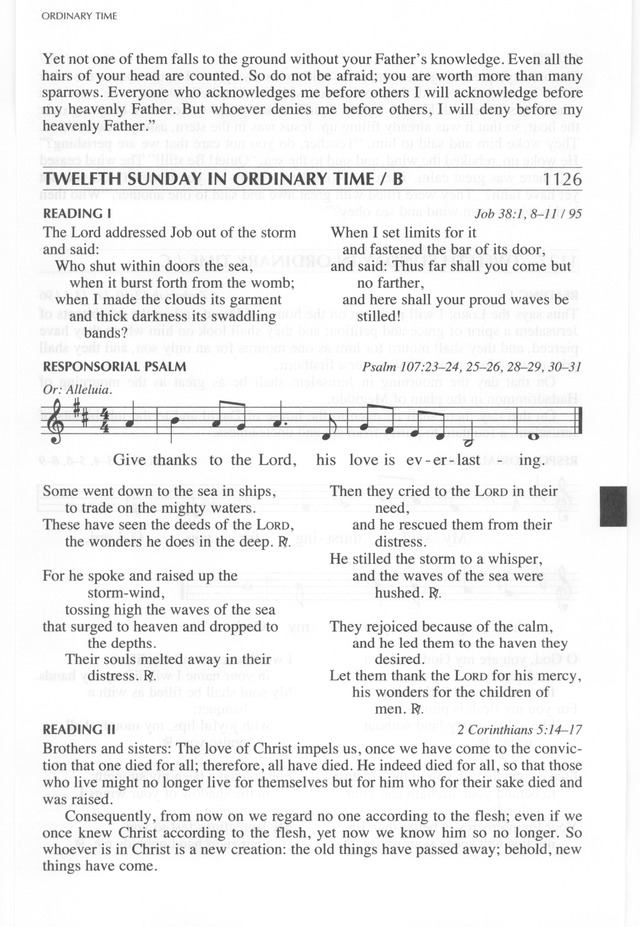 ORDINARY TIME
Yet not one of them falls to the ground without your Father's knowledge. Even all the
hairs of your head are counted. So do not be afraid; you are worth more than many
sparrows. Everyone who acknowledges me before others I will acknowledge before
my heavenly Father. But whoever denies me before others, I will deny before my
heavenly Father."
TWELFTH SUNDAY IN ORDINARY TIME / B 1126
READING I Job 38:1, 8–11 / 95
The Lord addressed Job out of the storm
and said:
Who shut within doors the sea,
when it burst forth from the womb;
when I made the clouds its garment
and thick darkness its swaddling
bands?
When I set limits for it
and fastened the bar of its door,
and said: Thus far shall you come but
no farther,
and here shall your proud waves be
stilled!
RESPONSORIAL PSALM Psalm 107:23–24, 25–26, 28–29, 30–31
Or: Alleluia.
4
4
Give thanks to the Lord, his love is ev-er-last - ing.
Some went down to the sea in ships,
to trade on the mighty waters.
These have seen the deeds of the LORD,
the wonders he does in the deep. ℟.
For he spoke and raised up the
storm-wind,
tossing high the waves of the sea
that surged to heaven and dropped to
the depths.
Their souls melted away in their
distress. ℟.
Then they cried to the LORD in their
need,
and he rescued them from their
distress.
He stilled the storm to a whisper,
and the waves of the sea were
hushed. ℟.
They rejoiced because of the calm,
and he led them to the haven they
desired.
Let them thank the LORD for his mercy,
his wonders for the children of
men. ℟.
READING II 2 Corinthians 5:14–17
Brothers and sisters: The love of Christ impels us, once we have come to the convic-
tion that one died for all; therefore, all have died. He indeed died for all, so that those
who live might no longer live for themselves but for him who for their sake died and
was raised.
Consequently, from now on we regard no one according to the flesh; even if we
once knew Christ according to the flesh, yet now we know him so no longer. So
whoever is in Christ is a new creation: the old things have passed away; behold, new
things have come.